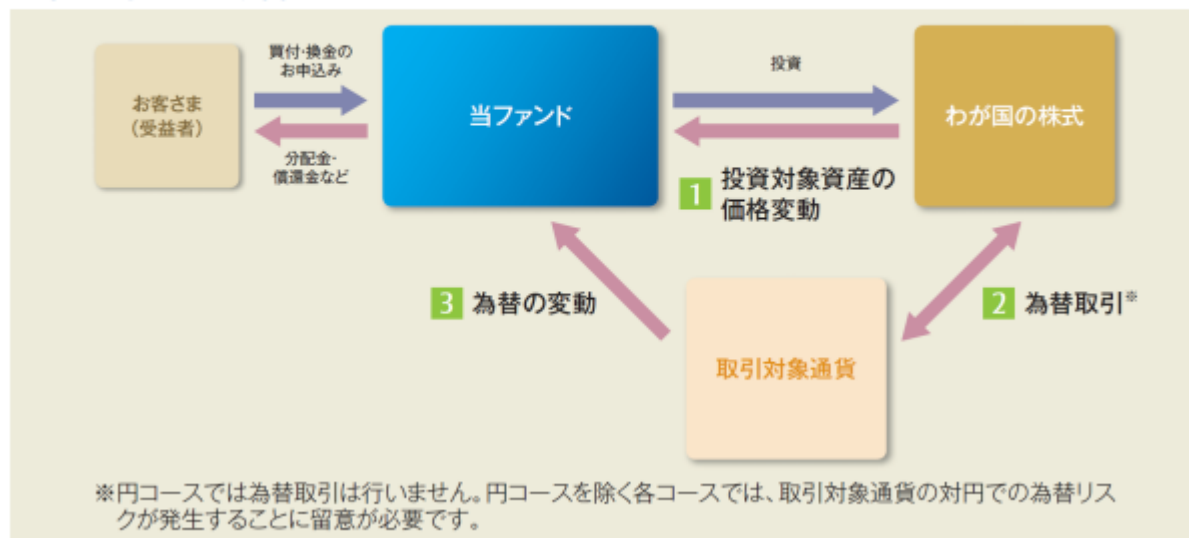 買付・換金の
お申込み
お客さま
(受益者)
分配金・
償還金など
当ファンド
投資
わが国の株式
1 投資対象資産の
価格変動
3 為替の変動
2 為替取引※
取引対象通貨
※円コースでは為替取引は行いません。円コースを除く各コースでは、取引対象通貨の対円での為替リス
クが発生することに留意が必要です。